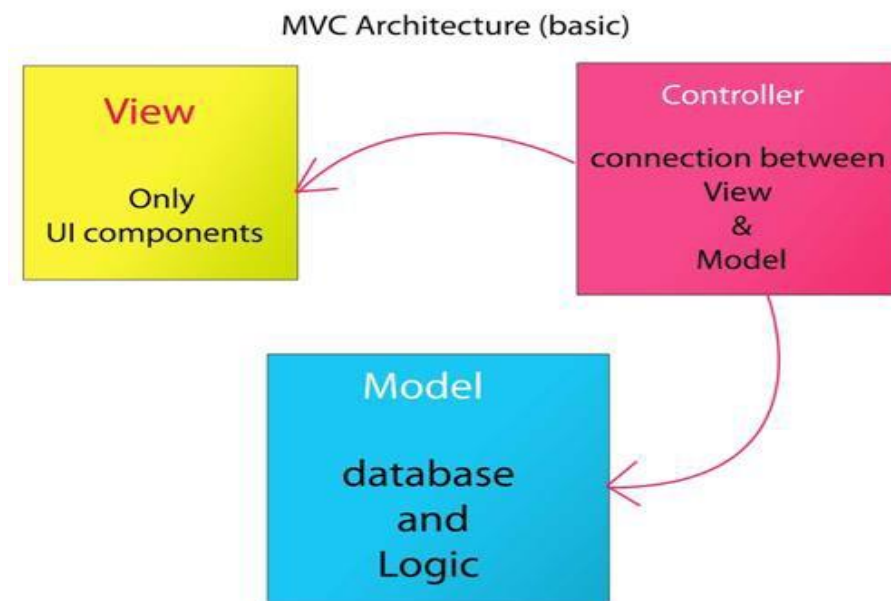 MVC Architecture (basic)
View
Only
UI components
Controller
connection between
View
&
Model
Model
database
and
Logic